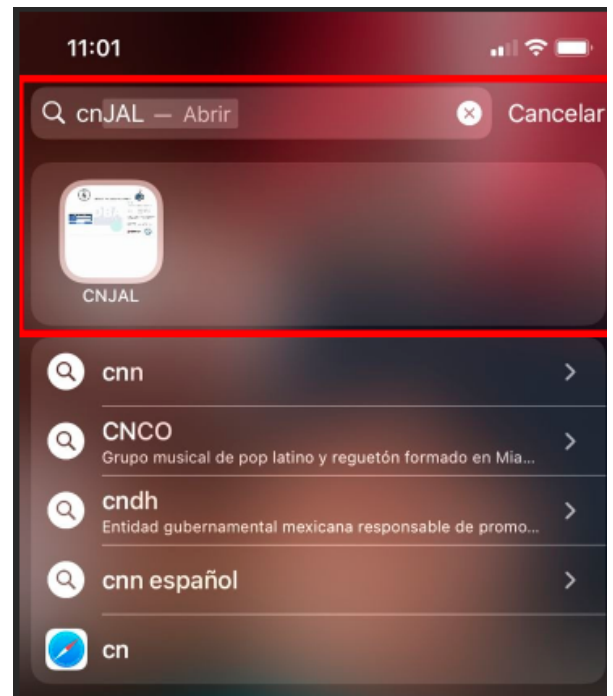 11:01
cnJAL — Abrir
Cancelar
CNJAL
cnn
CNCO
Grupo musical de pop latino y reguetón formado en Mia...
cndh
Entidad gubernamental mexicana responsable de promo...
cnn español
cn